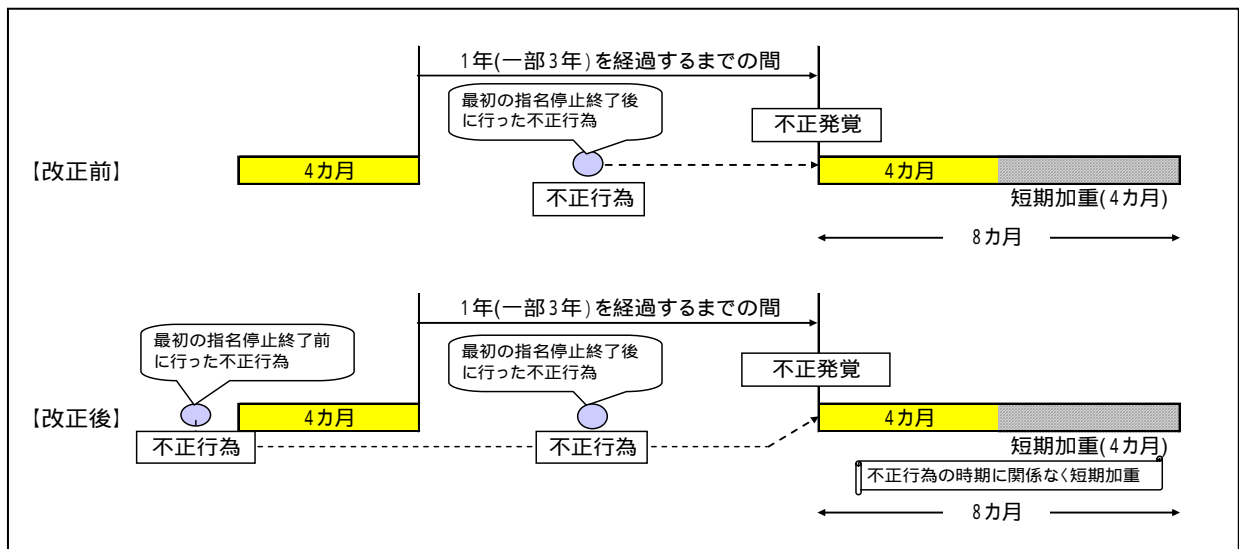 1年(一部3年)を経過するまでの間
最初の指名停止終了後
に行った不正行為
不正発覚
【改正前】
4カ月
4カ月
不正行為
短期加重(4カ月)
8カ月
1年(一部3年)を経過するまでの間
最初の指名停止終了前
に行った不正行為
最初の指名停止終了後
に行った不正行為
不正発覚
【改正後】
4カ月
4カ月
不正行為
不正行為
短期加重(4カ月)
不正行為の時期に関係なく短期加重
8カ月